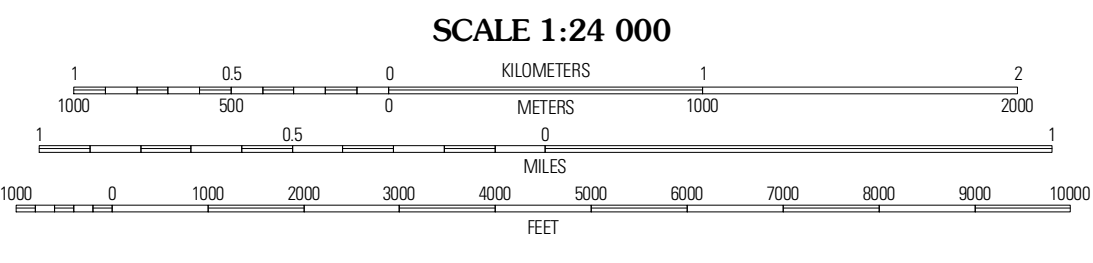 SCALE 1:24 000
1 0.5 0 KILOMETERS 1 2
1000 500 0 METERS 1000 2000
1 0.5 0 1
MILES
1000 0 1000 2000 3000 4000 5000 6000 7000 8000 9000 10000
FEET